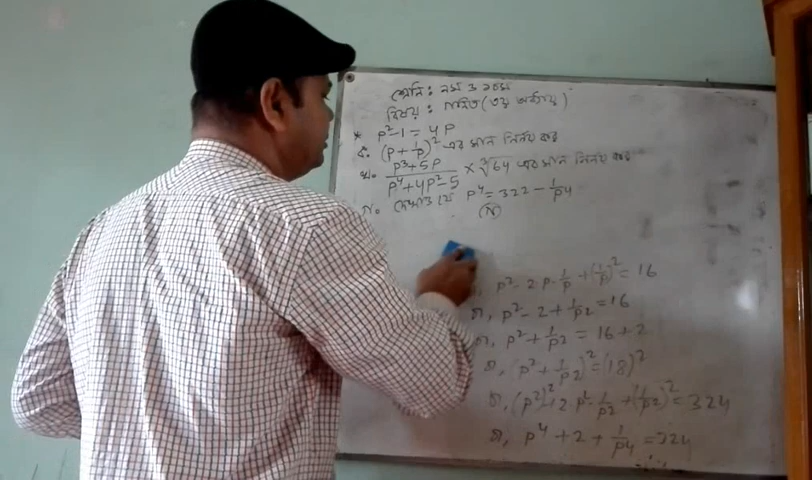 শ্রেণি : নবম ও দশম
বিষয় : গণিত (৩য় অধ্যায়)
* p²-1 = 4p
ক. (p + 1/p)² এর মান নির্ণয় কর
খ. (p³+5p)/(p⁴+4p²-5) × ∛64 এর মান নির্ণয় কর
গ. দেখাও যে p⁴ = 322 - 1/p⁴
(গ)
p² - 2 p · 1/p + (1/p)² = 16
বা, p² - 2 + 1/p² = 16
বা, p² + 1/p² = 16 + 2
বা, (p² + 1/p²)² = (18)²
বা, (p²)² + 2 p² · 1/p² + (1/p²)² = 324
বা, p⁴ + 2 + 1/p⁴ = 324